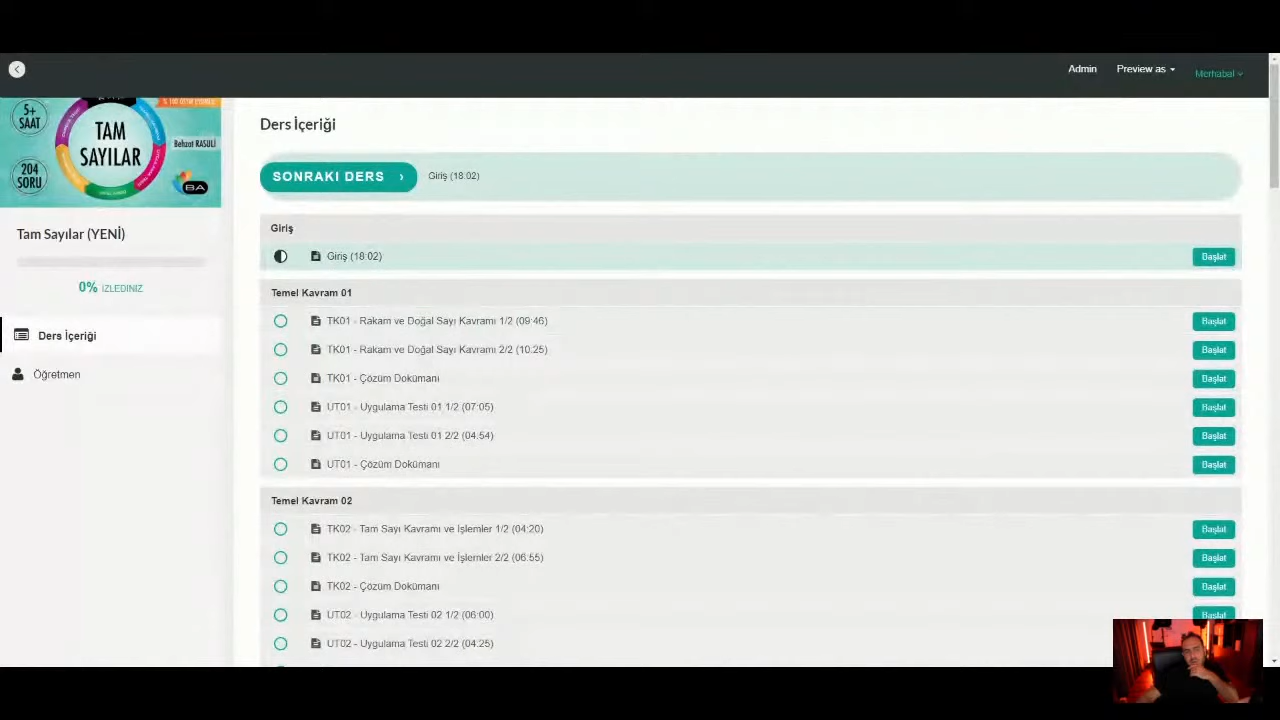 Admin
Preview as
Merhaba!
5+
SAAT
TAM
SAYILAR
Behzat RASULİ
204
SORU
BA
Tam Sayılar (YENİ)
0% İZLEDİNİZ
Ders İçeriği
Öğretmen
Ders İçeriği
SONRAKI DERS ›
Giriş (18:02)
Giriş
Giriş (18:02)
Başlat
Temel Kavram 01
TK01 - Rakam ve Doğal Sayı Kavramı 1/2 (09:46)
Başlat
TK01 - Rakam ve Doğal Sayı Kavramı 2/2 (10:25)
Başlat
TK01 - Çözüm Dokümanı
Başlat
UT01 - Uygulama Testi 01 1/2 (07:05)
Başlat
UT01 - Uygulama Testi 01 2/2 (04:54)
Başlat
UT01 - Çözüm Dokümanı
Başlat
Temel Kavram 02
TK02 - Tam Sayı Kavramı ve İşlemler 1/2 (04:20)
Başlat
TK02 - Tam Sayı Kavramı ve İşlemler 2/2 (06:55)
Başlat
TK02 - Çözüm Dokümanı
Başlat
UT02 - Uygulama Testi 02 1/2 (06:00)
Başlat
UT02 - Uygulama Testi 02 2/2 (04:25)